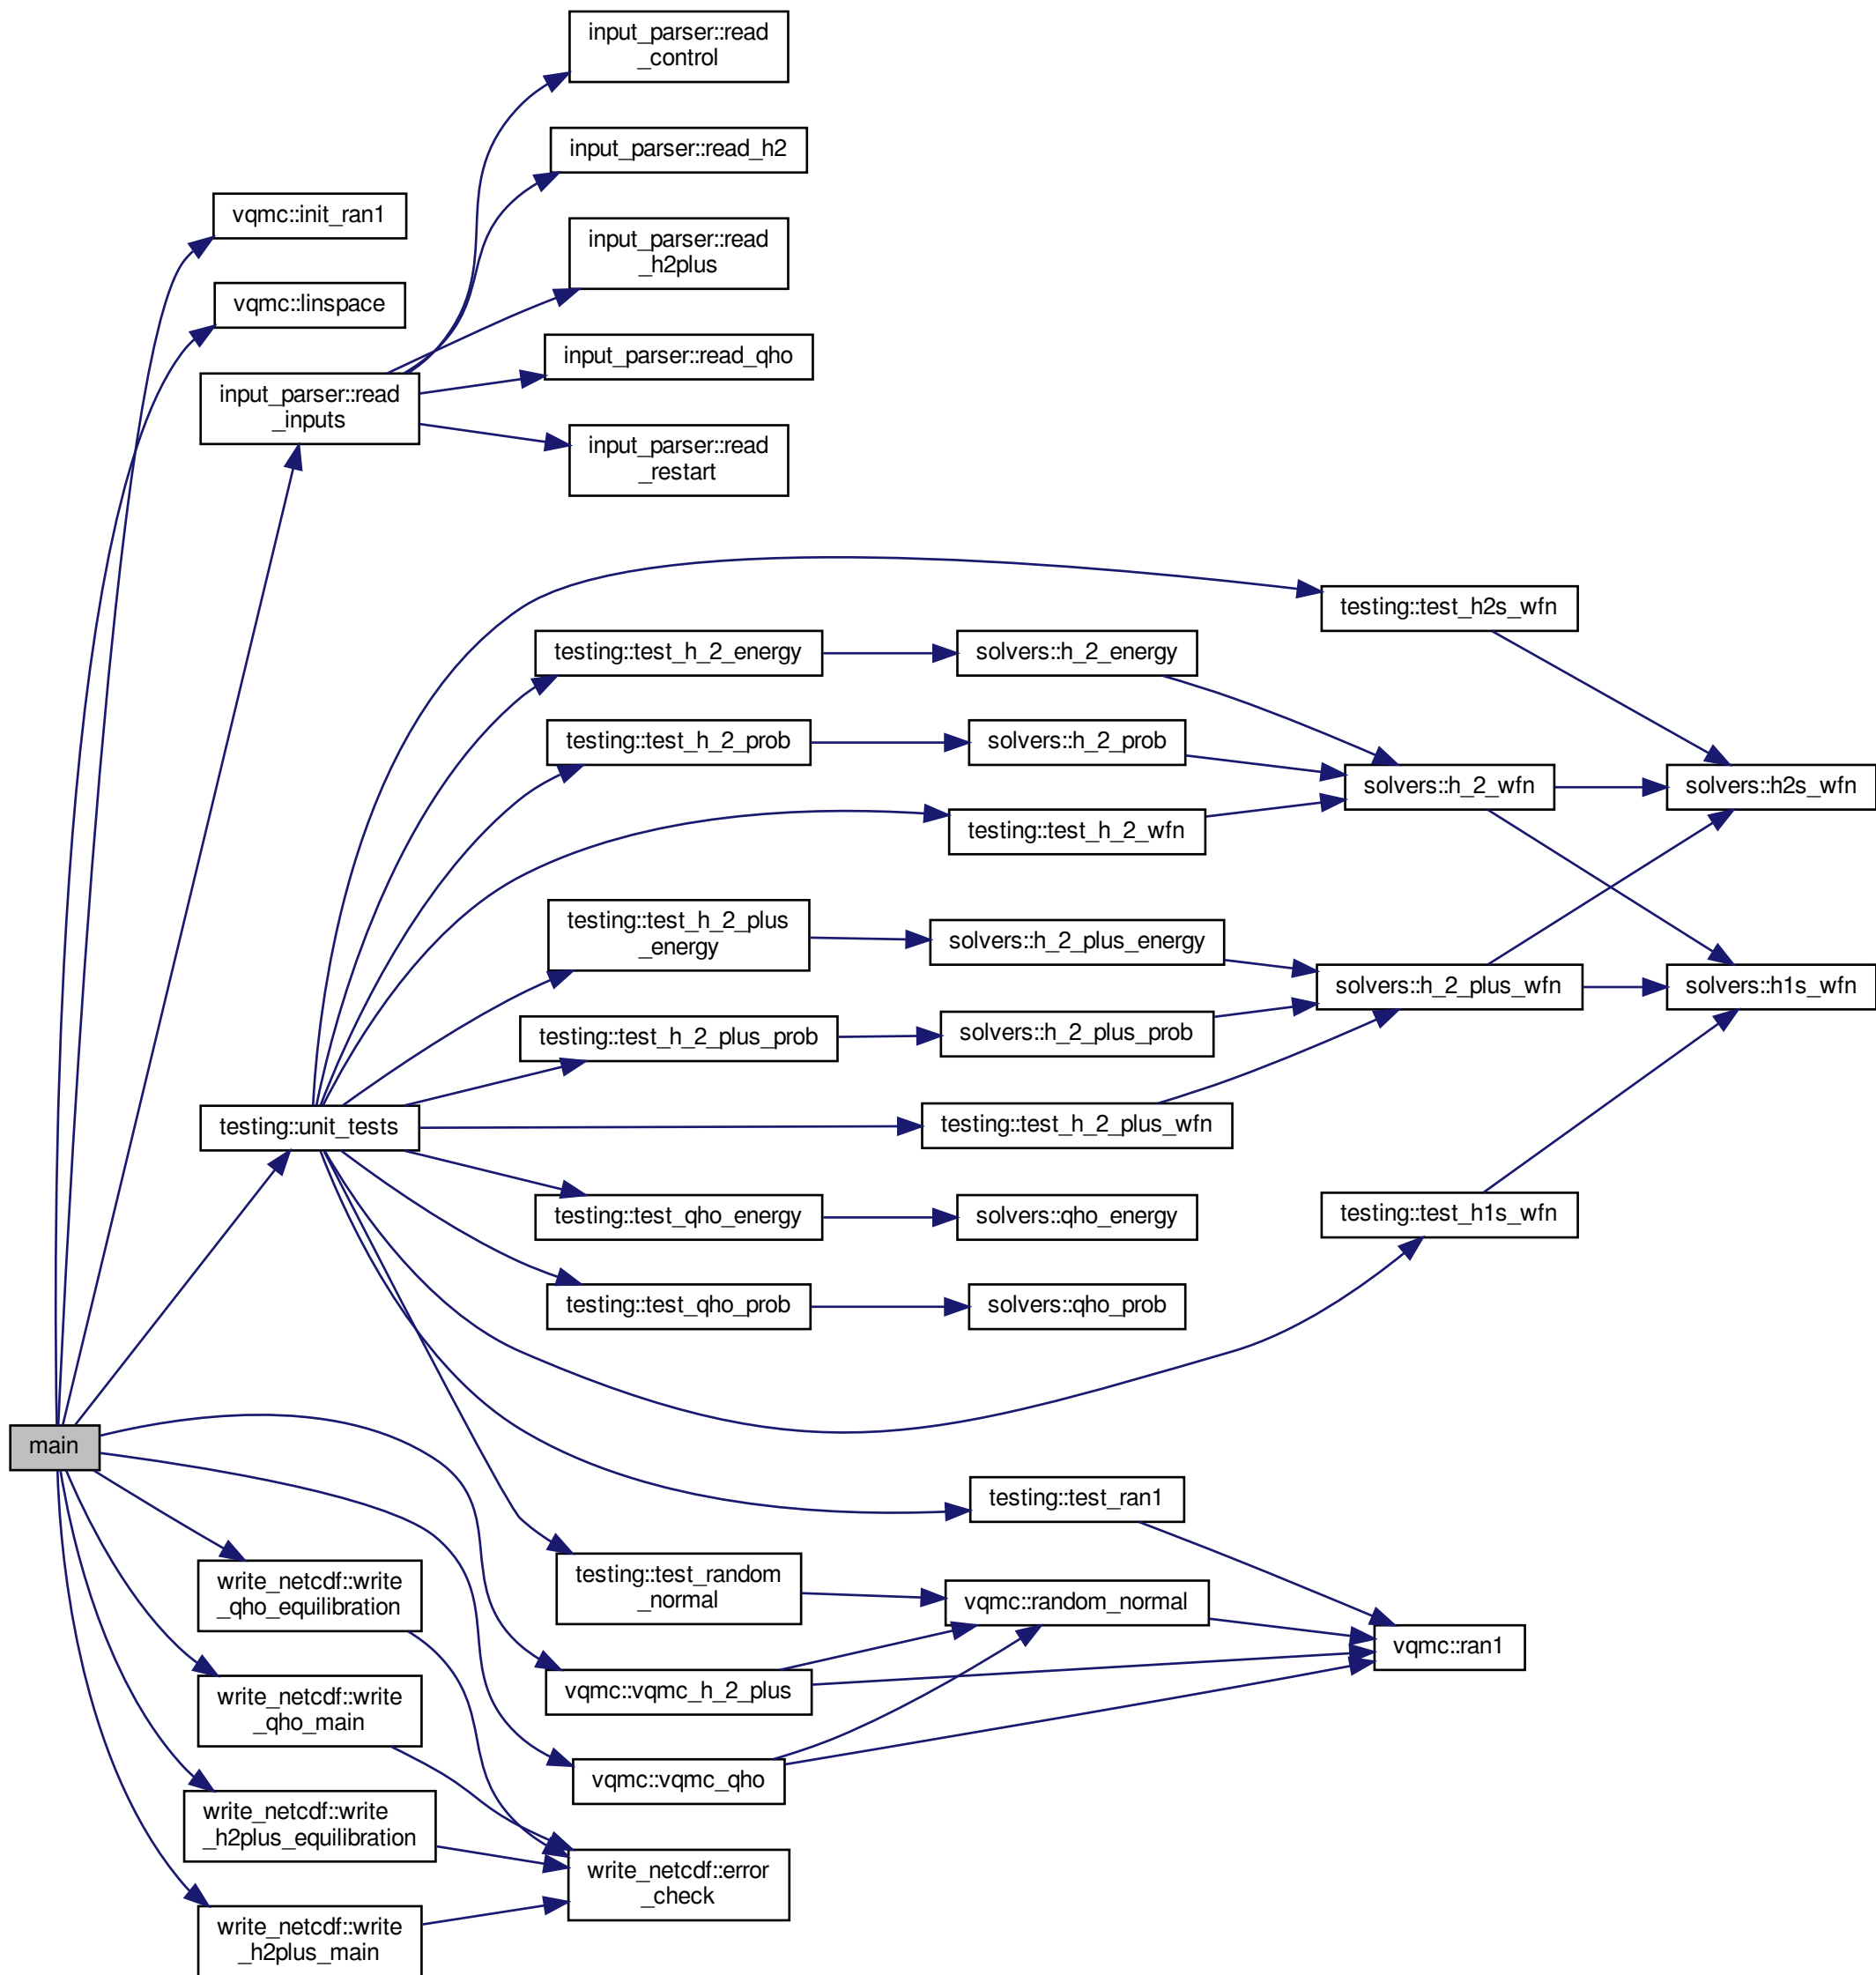 input_parser::read
_control
input_parser::read_h2
vqmc::init_ran1
input_parser::read
_h2plus
vqmc::linspace
input_parser::read_qho
input_parser::read
_inputs
input_parser::read
_restart
testing::test_h2s_wfn
testing::test_h_2_energy
solvers::h_2_energy
testing::test_h_2_prob
solvers::h_2_prob
solvers::h_2_wfn
solvers::h2s_wfn
testing::test_h_2_wfn
testing::test_h_2_plus
_energy
solvers::h_2_plus_energy
solvers::h_2_plus_wfn
solvers::h1s_wfn
testing::test_h_2_plus_prob
solvers::h_2_plus_prob
testing::unit_tests
testing::test_h_2_plus_wfn
testing::test_qho_energy
solvers::qho_energy
testing::test_h1s_wfn
testing::test_qho_prob
solvers::qho_prob
main
testing::test_ran1
write_netcdf::write
_qho_equilibration
testing::test_random
_normal
vqmc::random_normal
vqmc::ran1
vqmc::vqmc_h_2_plus
write_netcdf::write
_qho_main
vqmc::vqmc_qho
write_netcdf::write
_h2plus_equilibration
write_netcdf::error
_check
write_netcdf::write
_h2plus_main